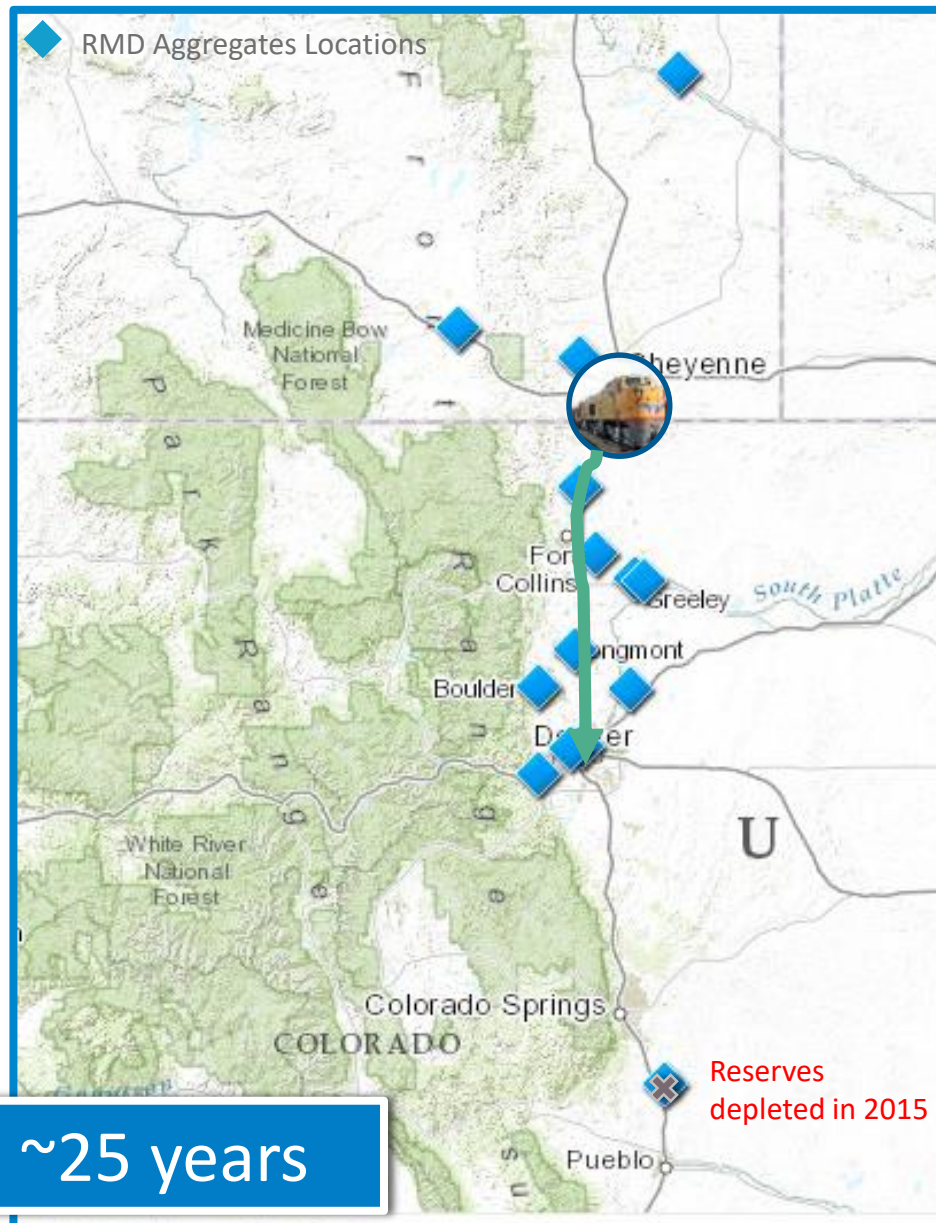 RMD Aggregates Locations
F
r
o
t
Medicine Bow
National
Forest
Cheyenne
P
a
r
k
R
a
n
g
e
R
a
n
g
e
Fort
Collins
Greeley
South Platte
Longmont
Boulder
Denver
White River
National
Forest
U
Colorado Springs
COLORADO
Gunnison
Reserves
depleted in 2015
~25 years
Pueblo
s
u